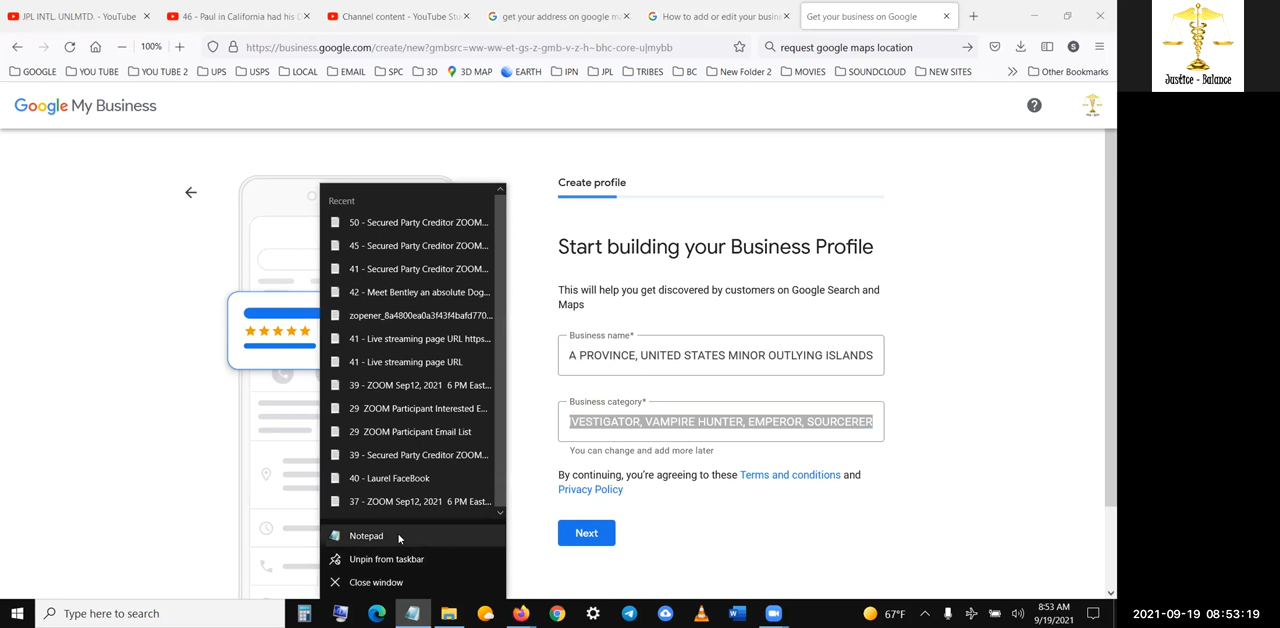 JPL INTL. UNLMTD. - YouTube
46 - Paul in California had his D
Channel content - YouTube Stu
get your address on google ma
How to add or edit your busin
Get your business on Google
100%
https://business.google.com/create/new?gmbsrc=ww-ww-et-gs-z-gmb-v-z-h~bhc-core-u|mybb
request google maps location
GOOGLE
YOU TUBE
YOU TUBE 2
UPS
USPS
LOCAL
EMAIL
SPC
3D
3D MAP
EARTH
IPN
JPL
TRIBES
BC
New Folder 2
MOVIES
SOUNDCLOUD
NEW SITES
Other Bookmarks
Justice - Balance
Google My Business
Create profile
Start building your Business Profile
This will help you get discovered by customers on Google Search and
Maps
Business name*
A PROVINCE, UNITED STATES MINOR OUTLYING ISLANDS
Business category*
VESTIGATOR, VAMPIRE HUNTER, EMPEROR, SOURCERER
You can change and add more later
By continuing, you're agreeing to these Terms and conditions and
Privacy Policy
Next
Recent
50 - Secured Party Creditor ZOOM...
45 - Secured Party Creditor ZOOM...
41 - Secured Party Creditor ZOOM...
42 - Meet Bentley an absolute Dog...
zopener_8a4800ea0a3f43f4bafd770...
41 - Live streaming page URL https...
41 - Live streaming page URL
39 - ZOOM Sep12, 2021 6 PM East...
29 ZOOM Participant Interested E...
29 ZOOM Participant Email List
39 - Secured Party Creditor ZOOM...
40 - Laurel FaceBook
37 - ZOOM Sep12, 2021 6 PM East...
Notepad
Unpin from taskbar
Close window
Type here to search
67°F
8:53 AM
9/19/2021
2021-09-19 08:53:19